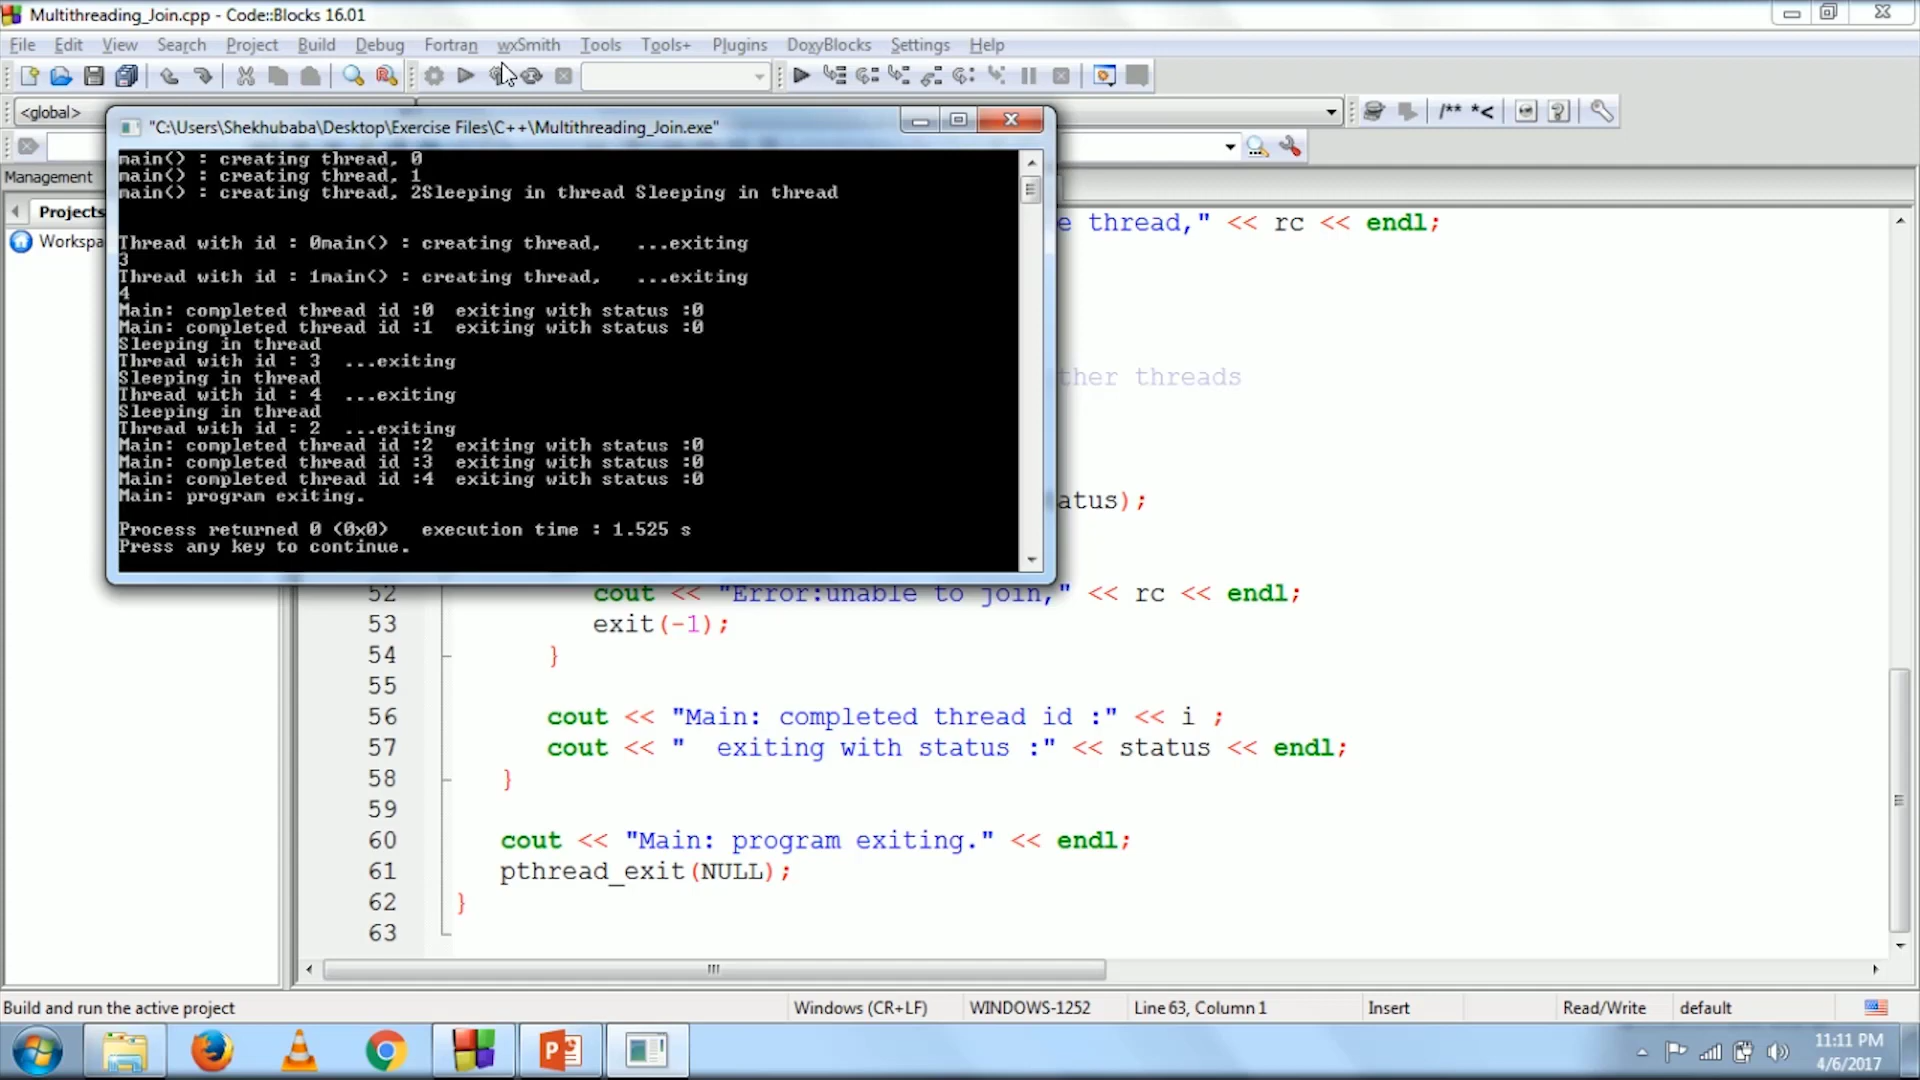 Multithreading_Join.cpp - Code::Blocks 16.01
File Edit View Search Project Build Debug Fortran wxSmith Tools Tools+ Plugins DoxyBlocks Settings Help
<global>
/** *<
"C:\Users\Shekhubaba\Desktop\Exercise Files\C++\Multithreading_Join.exe"
main() : creating thread, 0
main() : creating thread, 1
main() : creating thread, 2Sleeping in thread Sleeping in thread
Thread with id : 0main() : creating thread,   ...exiting
3
Thread with id : 1main() : creating thread,   ...exiting
4
Main: completed thread id :0  exiting with status :0
Main: completed thread id :1  exiting with status :0
Sleeping in thread
Thread with id : 3  ...exiting
Sleeping in thread
Thread with id : 4  ...exiting
Sleeping in thread
Thread with id : 2  ...exiting
Main: completed thread id :2  exiting with status :0
Main: completed thread id :3  exiting with status :0
Main: completed thread id :4  exiting with status :0
Main: program exiting.
Process returned 0 (0x0)   execution time : 1.525 s
Press any key to continue.
Management
Projects
Workspa
e thread," << rc << endl;
ther threads
atus);
52 cout << "Error:unable to join," << rc << endl;
53 exit(-1);
54 }
55
56 cout << "Main: completed thread id :" << i ;
57 cout << "  exiting with status :" << status << endl;
58 }
59
60 cout << "Main: program exiting." << endl;
61 pthread_exit(NULL);
62 }
63
Build and run the active project Windows (CR+LF) WINDOWS-1252 Line 63, Column 1 Insert Read/Write default
11:11 PM
4/6/2017